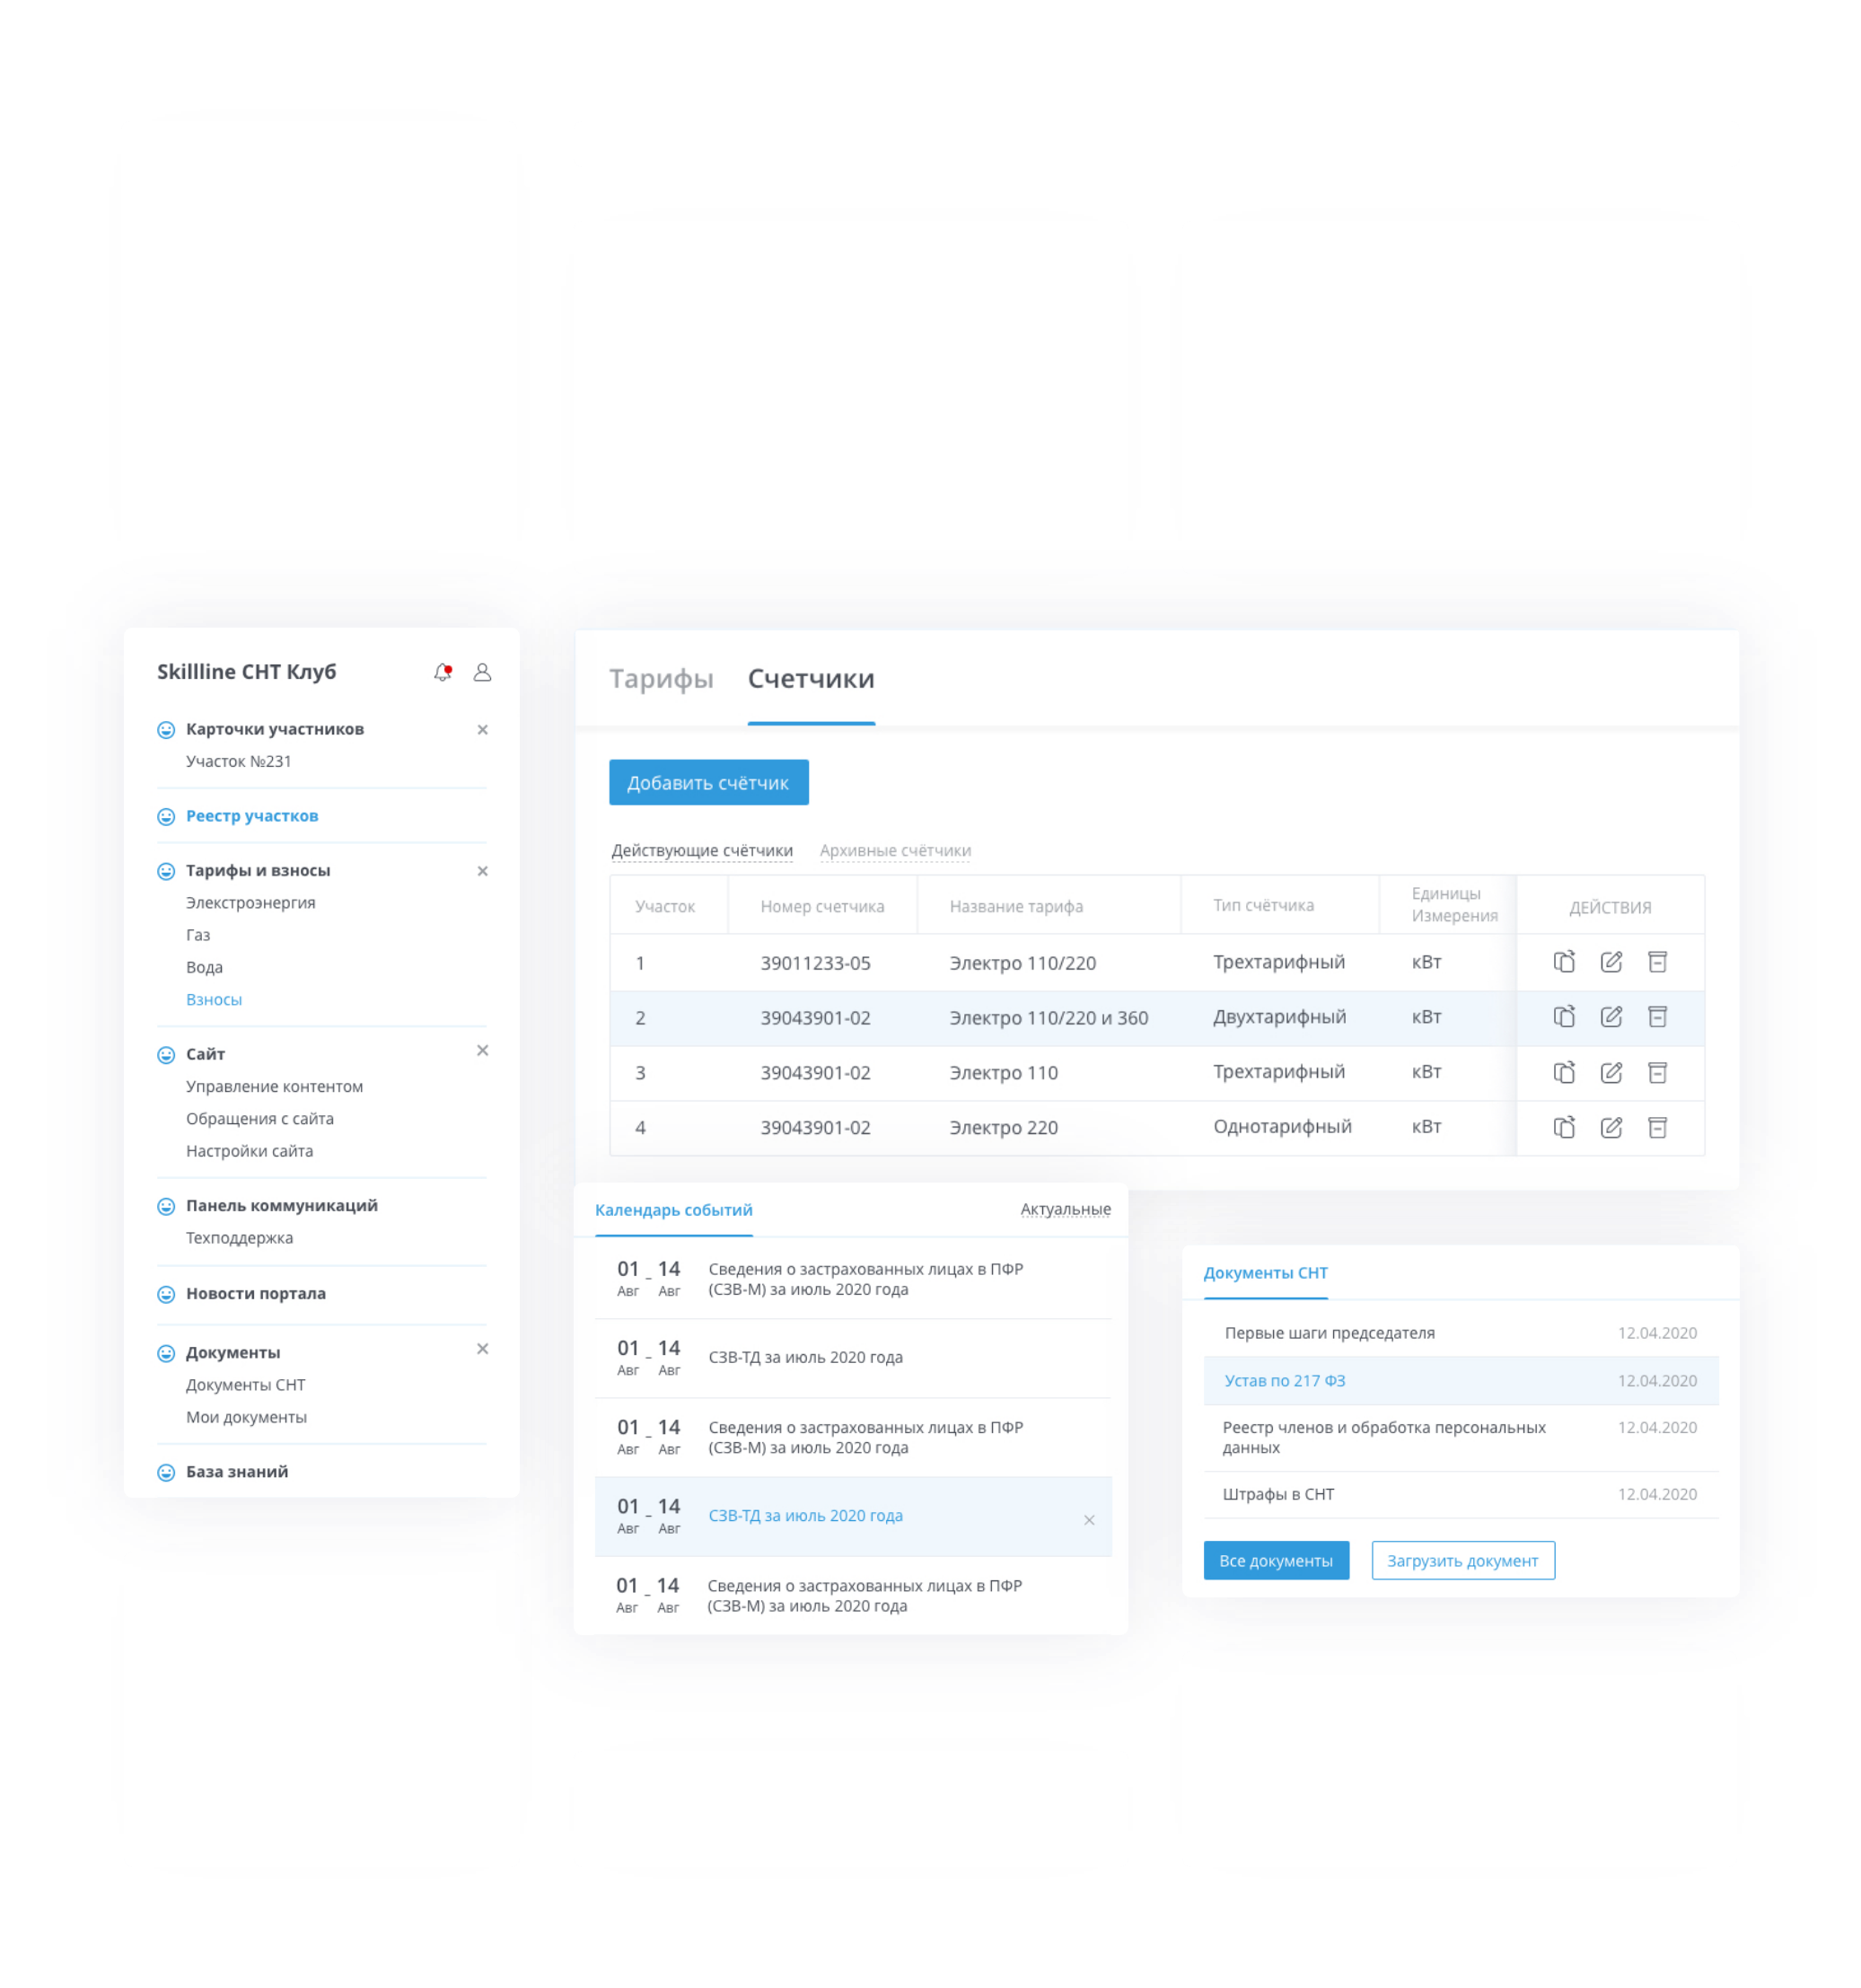 Skillline СНТ Клуб
Карточки участников
Участок №231
Реестр участков
Тарифы и взносы
Элекстроэнергия
Газ
Вода
Взносы
Сайт
Управление контентом
Обращения с сайта
Настройки сайта
Панель коммуникаций
Техподдержка
Новости портала
Документы
Документы СНТ
Мои документы
База знаний
Тарифы Счетчики
Добавить счётчик
Действующие счётчики Архивные счётчики
Участок Номер счетчика Название тарифа Тип счётчика Единицы Измерения ДЕЙСТВИЯ
1 39011233-05 Электро 110/220 Трехтарифный кВт
2 39043901-02 Электро 110/220 и 360 Двухтарифный кВт
3 39043901-02 Электро 110 Трехтарифный кВт
4 39043901-02 Электро 220 Однотарифный кВт
Календарь событий Актуальные
01 – 14 Сведения о застрахованных лицах в ПФР
Авг Авг (СЗВ-М) за июль 2020 года
01 – 14 СЗВ-ТД за июль 2020 года
Авг Авг
01 – 14 Сведения о застрахованных лицах в ПФР
Авг Авг (СЗВ-М) за июль 2020 года
01 – 14 СЗВ-ТД за июль 2020 года
Авг Авг
01 – 14 Сведения о застрахованных лицах в ПФР
Авг Авг (СЗВ-М) за июль 2020 года
Документы СНТ
Первые шаги председателя 12.04.2020
Устав по 217 ФЗ 12.04.2020
Реестр членов и обработка персональных 12.04.2020
данных
Штрафы в СНТ 12.04.2020
Все документы Загрузить документ